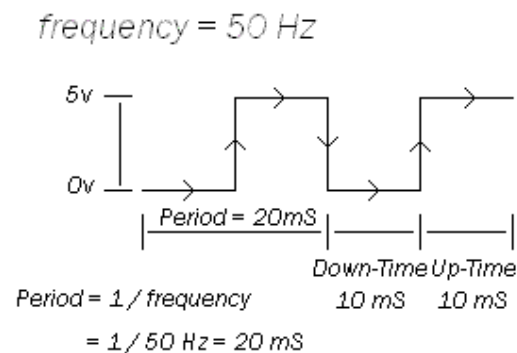 frequency = 50 Hz
5v
0v
Period = 20mS
Down-Time Up-Time
10 mS 10 mS
Period = 1 / frequency
= 1 / 50 Hz = 20 mS